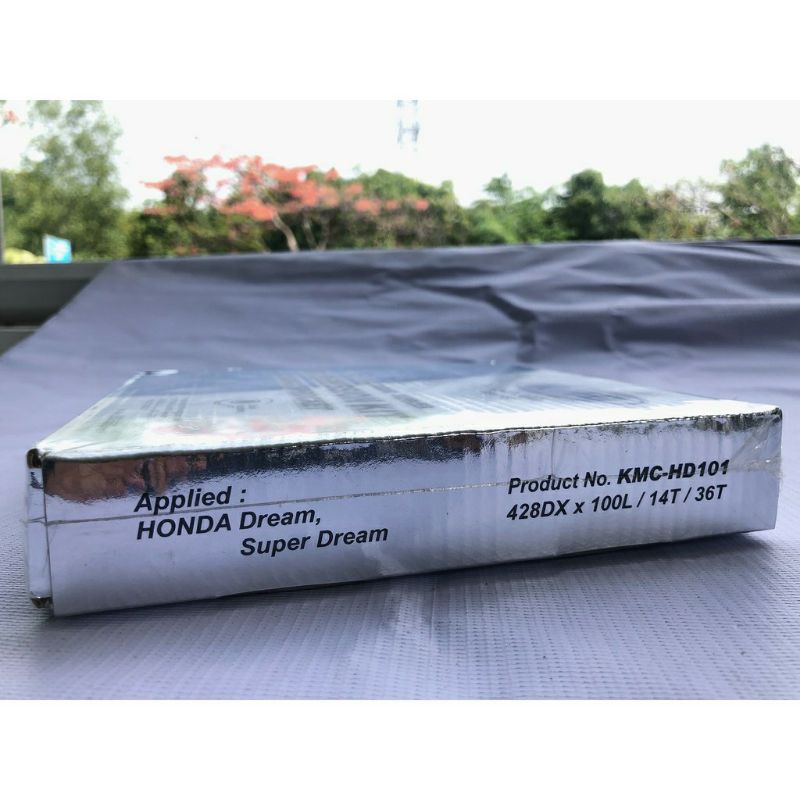 Applied :
HONDA Dream,
Super Dream
Product No. KMC-HD101
428DX x 100L / 14T / 36T